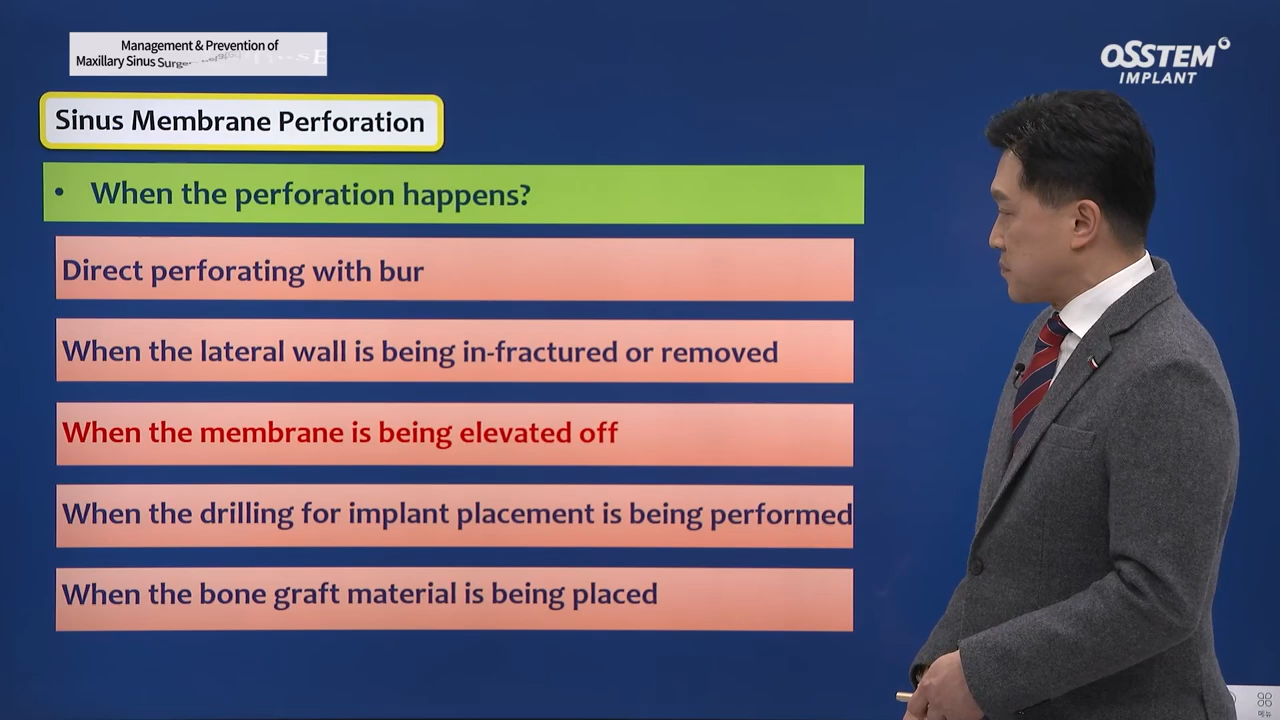 Management & Prevention of
Maxillary Sinus
OSSTEM
IMPLANT
Sinus Membrane Perforation
• When the perforation happens?
Direct perforating with bur
When the lateral wall is being in-fractured or removed
When the membrane is being elevated off
When the drilling for implant placement is being performed
When the bone graft material is being placed